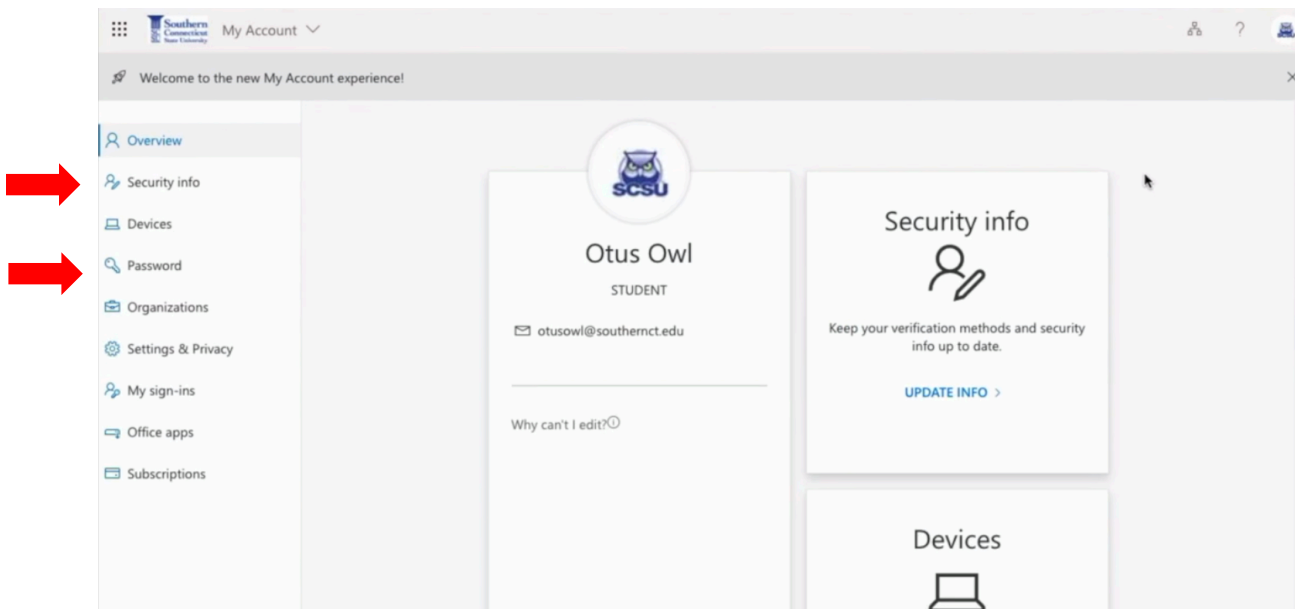 Southern
Connecticut
State University
My Account
?
Welcome to the new My Account experience!
Overview
Security info
Devices
Password
Organizations
Settings & Privacy
My sign-ins
Office apps
Subscriptions
SCSU
Otus Owl
STUDENT
otusowl@southernct.edu
Why can't I edit?
Security info
Keep your verification methods and security
info up to date.
UPDATE INFO >
Devices